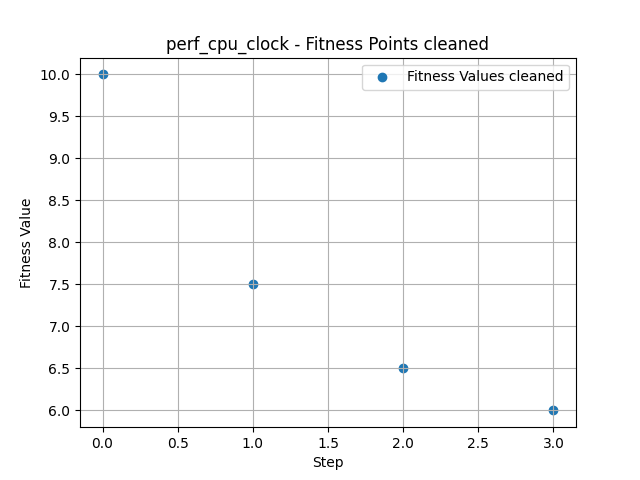 perf_cpu_clock - Fitness Points cleaned
Fitness Values cleaned
Fitness Value
10.0
9.5
9.0
8.5
8.0
7.5
7.0
6.5
6.0
0.0 0.5 1.0 1.5 2.0 2.5 3.0
Step